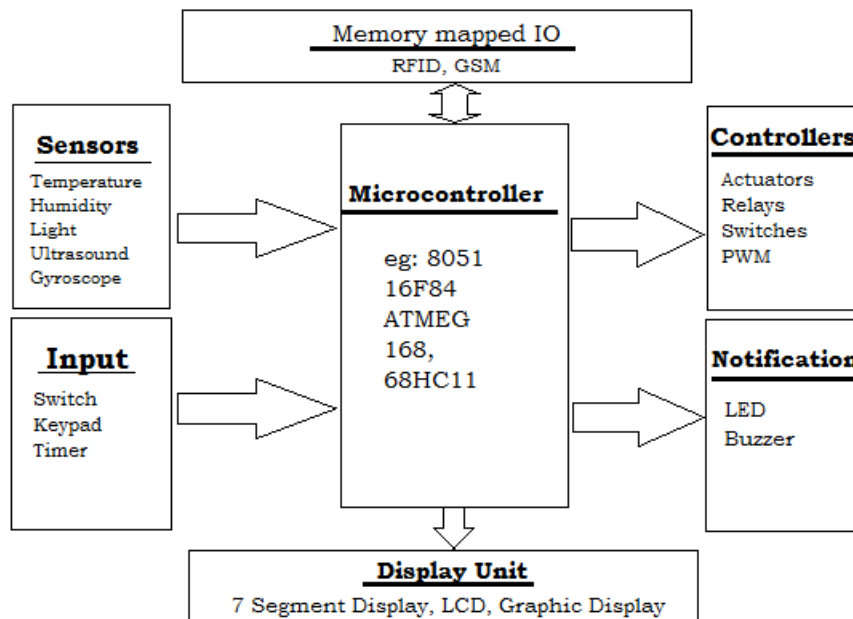 Memory mapped IO
RFID, GSM
Sensors
Temperature
Humidity
Light
Ultrasound
Gyroscope
Input
Switch
Keypad
Timer
Microcontroller
eg: 8051
16F84
ATMEG
168,
68HC11
Controllers
Actuators
Relays
Switches
PWM
Notification
LED
Buzzer
Display Unit
7 Segment Display, LCD, Graphic Display